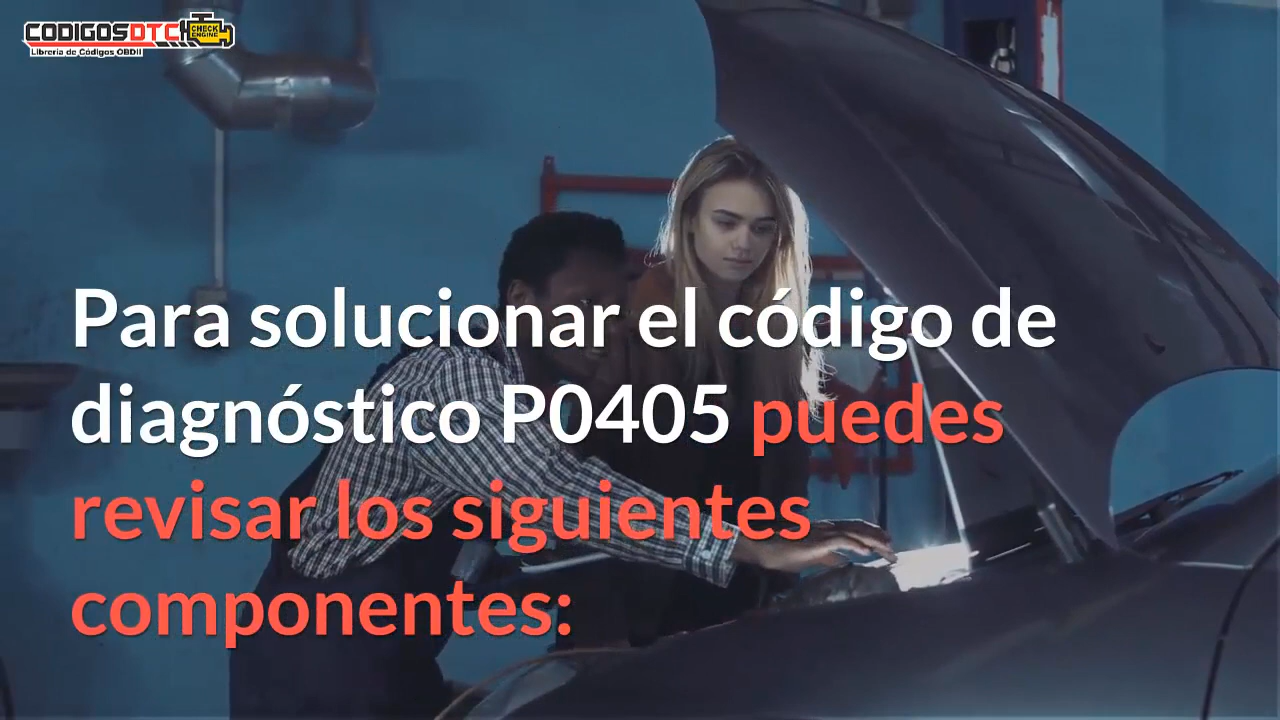 CODIGOSDTC
CHECK
ENGINE
Librería de Códigos OBDII
Para solucionar el código de
diagnóstico P0405 puedes
revisar los siguientes
componentes: